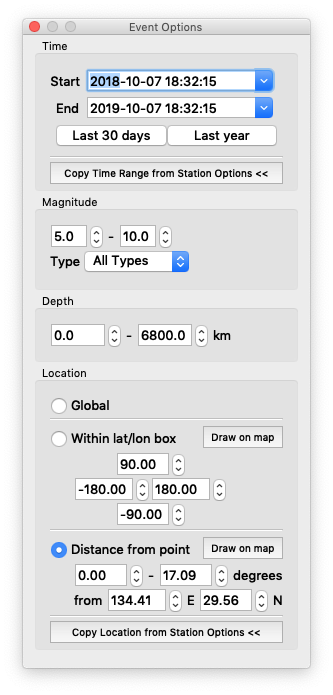 Event Options
Time
Start 2018-10-07 18:32:15
End 2019-10-07 18:32:15
Last 30 days Last year
Copy Time Range from Station Options <<
Magnitude
5.0 - 10.0
Type All Types
Depth
0.0 - 6800.0 km
Location
Global
Within lat/lon box Draw on map
90.00
-180.00 180.00
-90.00
Distance from point Draw on map
0.00 - 17.09 degrees
from 134.41 E 29.56 N
Copy Location from Station Options <<